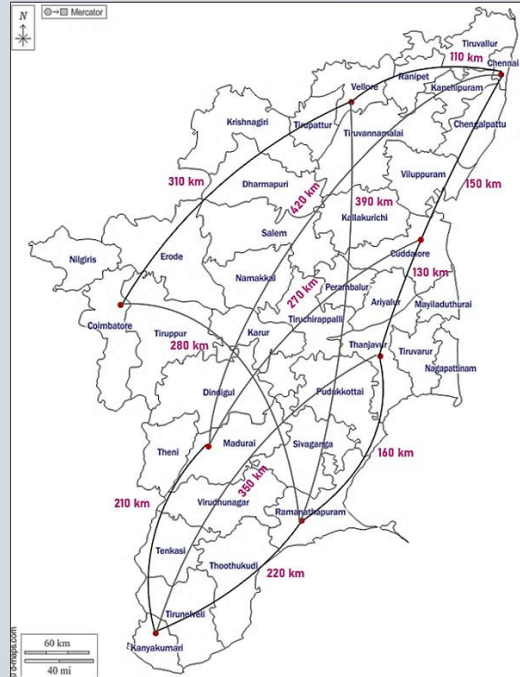 N
Mercator
Tiruvallur
110 km
Chennai
Ranipet
Vellore
Kanchipuram
Krishnagiri
Tirupattur
Chengalpattu
Tiruvannamalai
Viluppuram
150 km
310 km
Dharmapuri
420 km
390 km
Kallakurichi
Salem
Cuddalore
Nilgiris
Erode
130 km
Namakkal
270 km
Perambalur
Ariyalur
Mayiladuthurai
Coimbatore
Tiruppur
Karur
Tiruchirappalli
280 km
Thanjavur
Tiruvarur
Nagapattinam
Dindigul
Pudukkottai
Theni
Madurai
Sivaganga
160 km
350 km
210 km
Virudhunagar
Ramanathapuram
Tenkasi
Thoothukudi
220 km
Tirunelveli
Kanyakumari
60 km
40 mi
d-maps.com